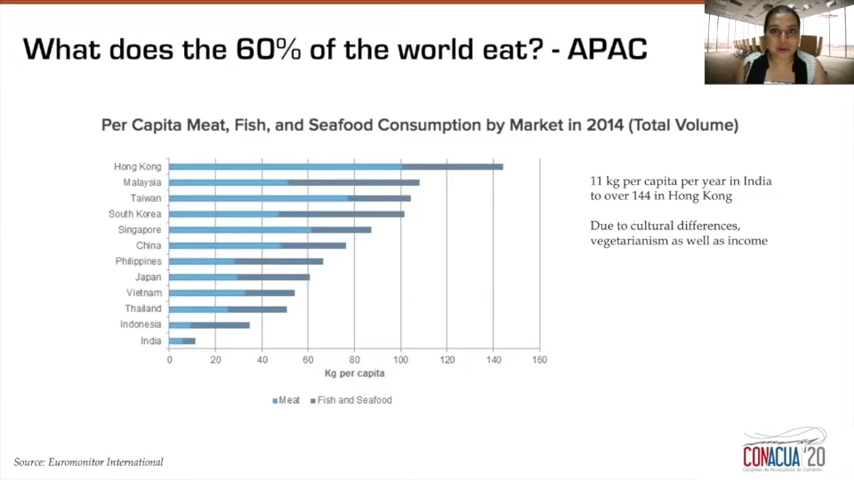 What does the 60% of the world eat? - APAC
Per Capita Meat, Fish, and Seafood Consumption by Market in 2014 (Total Volume)
Hong Kong
Malaysia
Taiwan
South Korea
Singapore
China
Philippines
Japan
Vietnam
Thailand
Indonesia
India
0 20 40 60 80 100 120 140 160
Kg per capita
Meat Fish and Seafood
11 kg per capita per year in India
to over 144 in Hong Kong
Due to cultural differences,
vegetarianism as well as income
Source: Euromonitor International
CONACUA '20